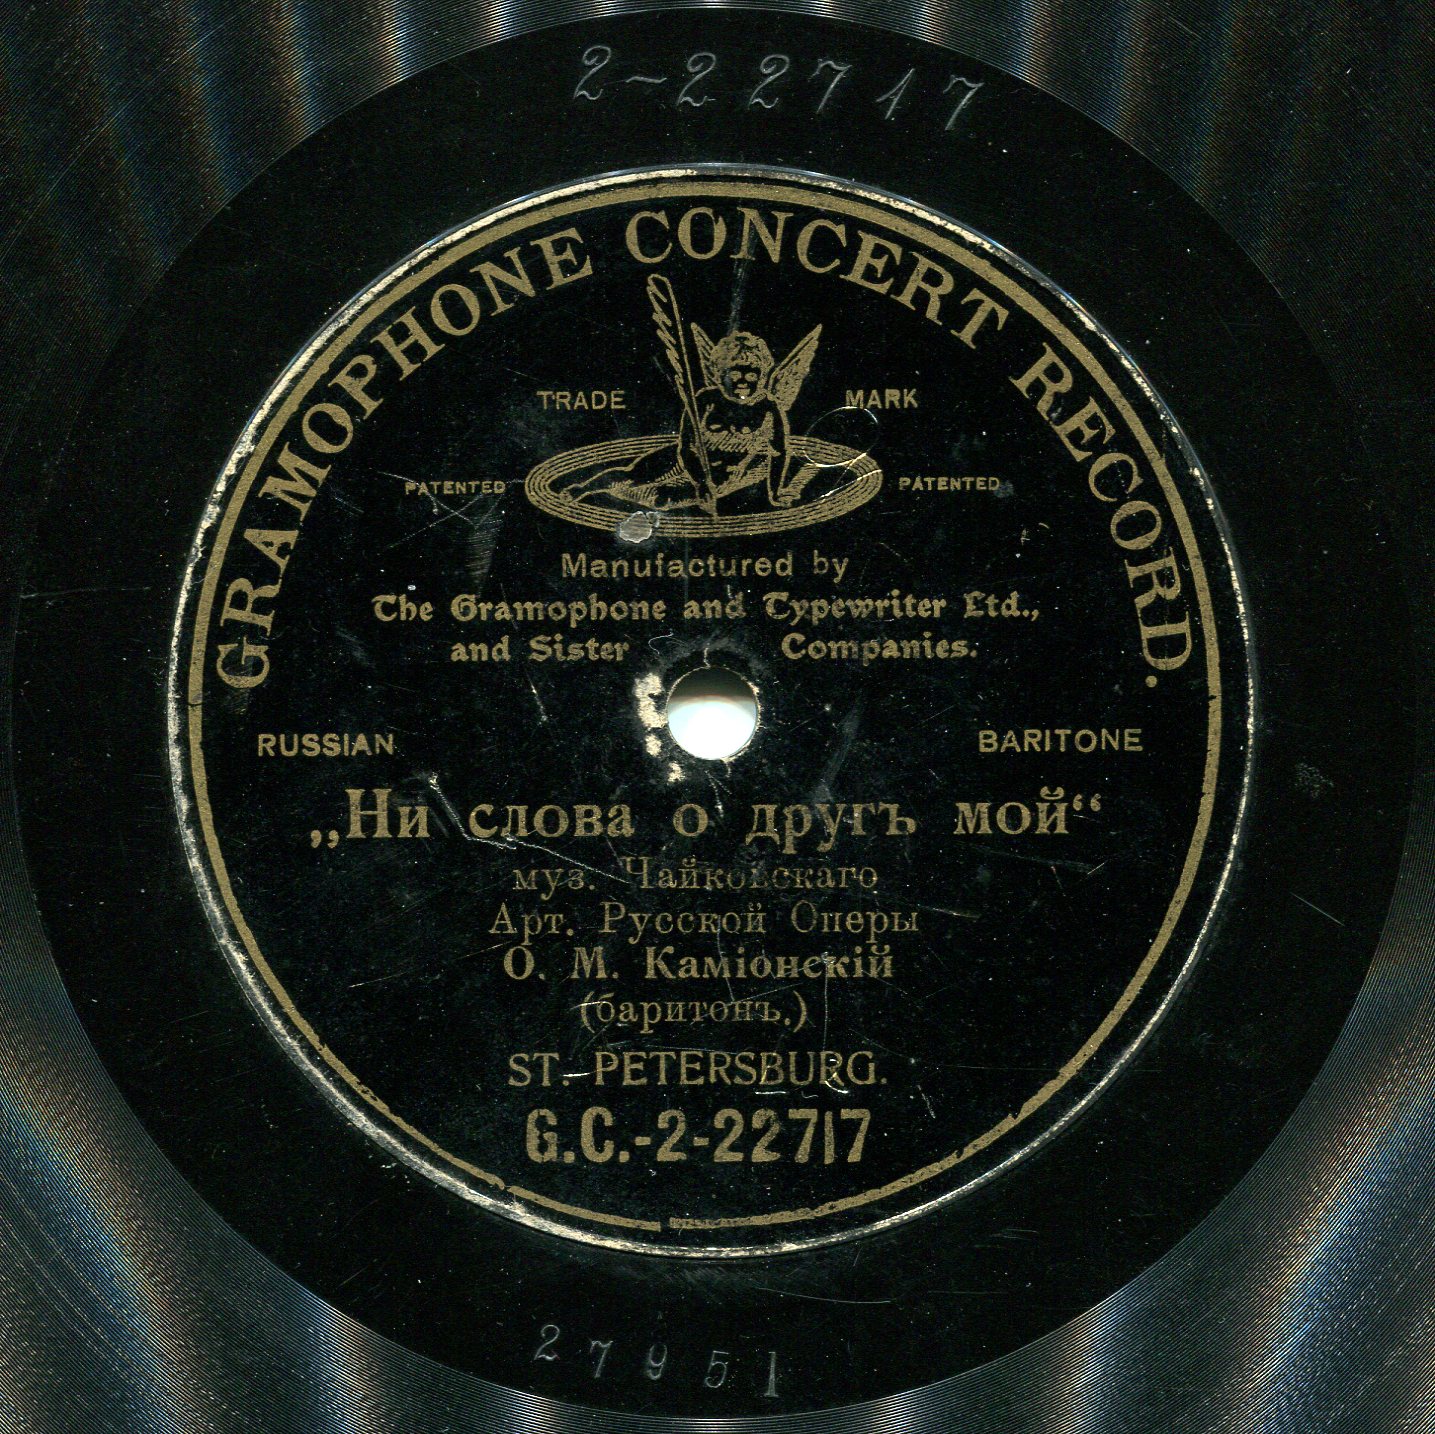 2-22717
GRAMOPHONE CONCERT RECORD.
TRADE MARK
PATENTED PATENTED
Manufactured by
The Gramophone and Typewriter Ltd.,
and Sister Companies.
RUSSIAN BARITONE
„Ни слова о другъ мой“
муз. Чайковскаго
Арт. Русской Оперы
О. М. Камiонскiй
(баритонъ.)
ST. PETERSBURG.
G.C.-2-22717
27951